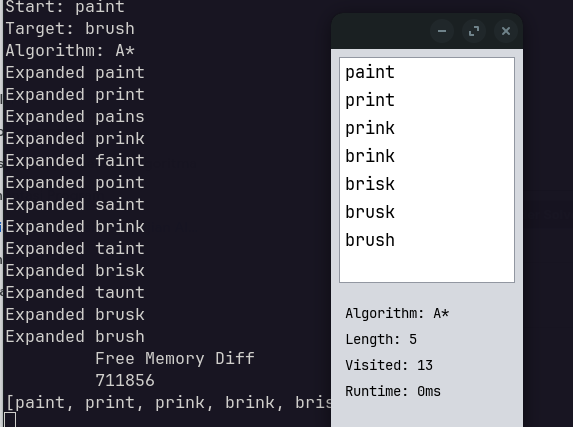 Start: paint
Target: brush
Algorithm: A*
Expanded paint
Expanded print
Expanded pains
Expanded prink
Expanded faint
Expanded point
Expanded saint
Expanded brink
Expanded taint
Expanded brisk
Expanded taunt
Expanded brusk
Expanded brush
Free Memory Diff
711856
[paint, print, prink, brink, bris
paint
print
prink
brink
brisk
brusk
brush
Algorithm: A*
Length: 5
Visited: 13
Runtime: 0ms